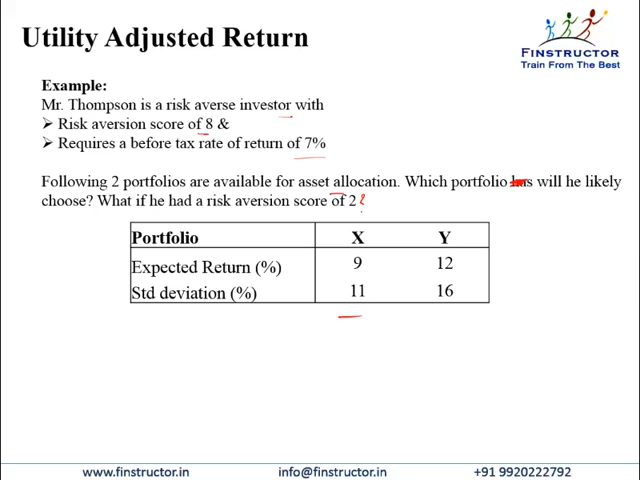 Utility Adjusted Return
FINSTRUCTOR
TRAIN FROM THE BEST
Example:
Mr. Thompson is a risk averse investor with
➢ Risk aversion score of 8 &
➢ Requires a before tax rate of return of 7%
Following 2 portfolios are available for asset allocation. Which portfolio will he likely
choose? What if he had a risk aversion score of 2 ?
Portfolio X Y
Expected Return (%) 9 12
Std deviation (%) 11 16
www.finstructor.in info@finstructor.in +91 9920222792